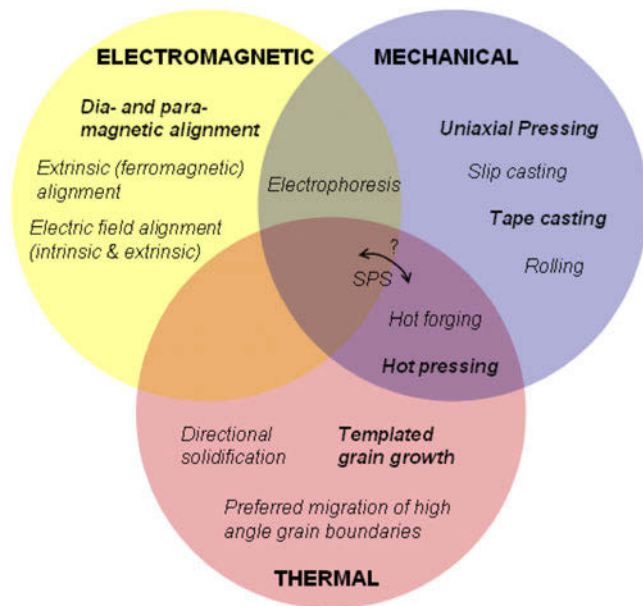 ELECTROMAGNETIC
MECHANICAL
Dia- and para-
magnetic alignment
Extrinsic (ferromagnetic)
alignment
Electric field alignment
(intrinsic & extrinsic)
Electrophoresis
Uniaxial Pressing
Slip casting
Tape casting
Rolling
?
SPS
Hot forging
Hot pressing
Directional
solidification
Templated
grain growth
Preferred migration of high
angle grain boundaries
THERMAL